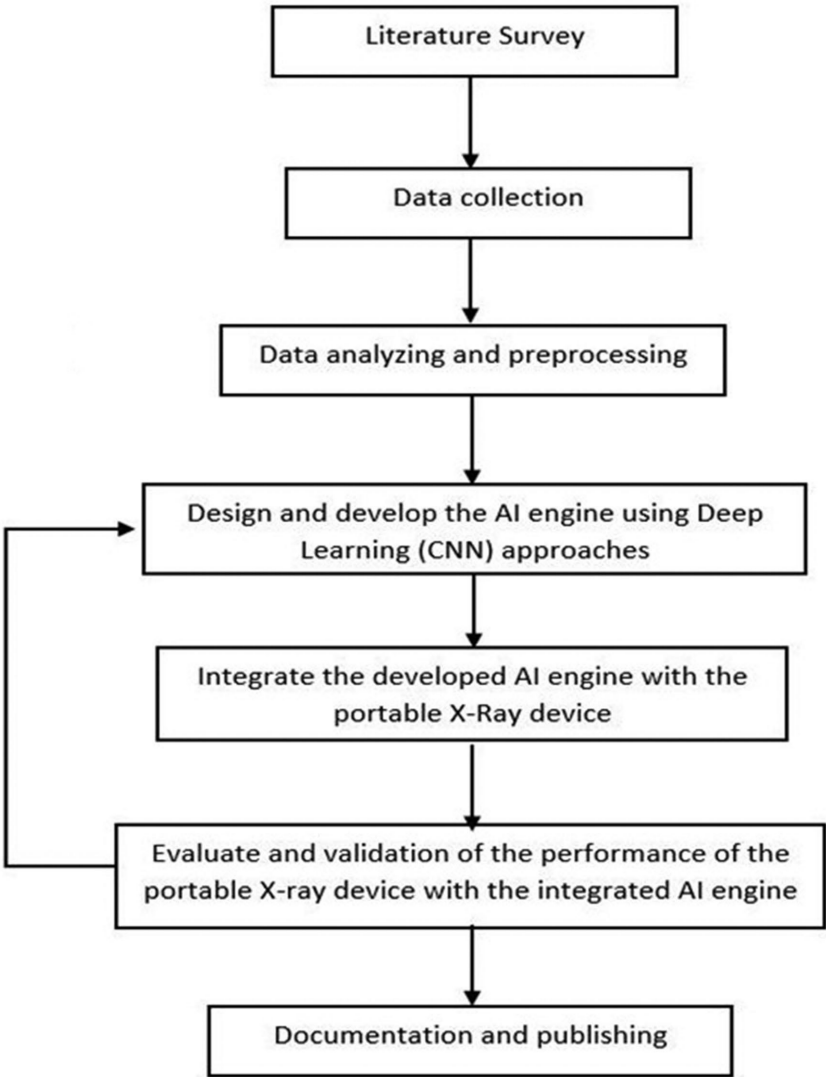 Literature Survey
Data collection
Data analyzing and preprocessing
Design and develop the AI engine using Deep
Learning (CNN) approaches
Integrate the developed AI engine with the
portable X-Ray device
Evaluate and validation of the performance of the
portable X-ray device with the integrated AI engine
Documentation and publishing